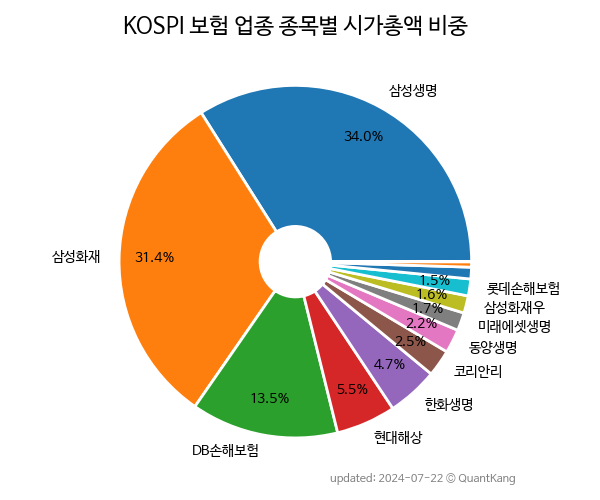 KOSPI 보험 업종 종목별 시가총액 비중
삼성생명
34.0%
삼성화재
31.4%
DB손해보험
13.5%
현대해상
5.5%
한화생명
4.7%
코리안리
2.5%
동양생명
2.2%
미래에셋생명
1.7%
삼성화재우
1.6%
롯데손해보험
1.5%
updated: 2024-07-22 © QuantKang